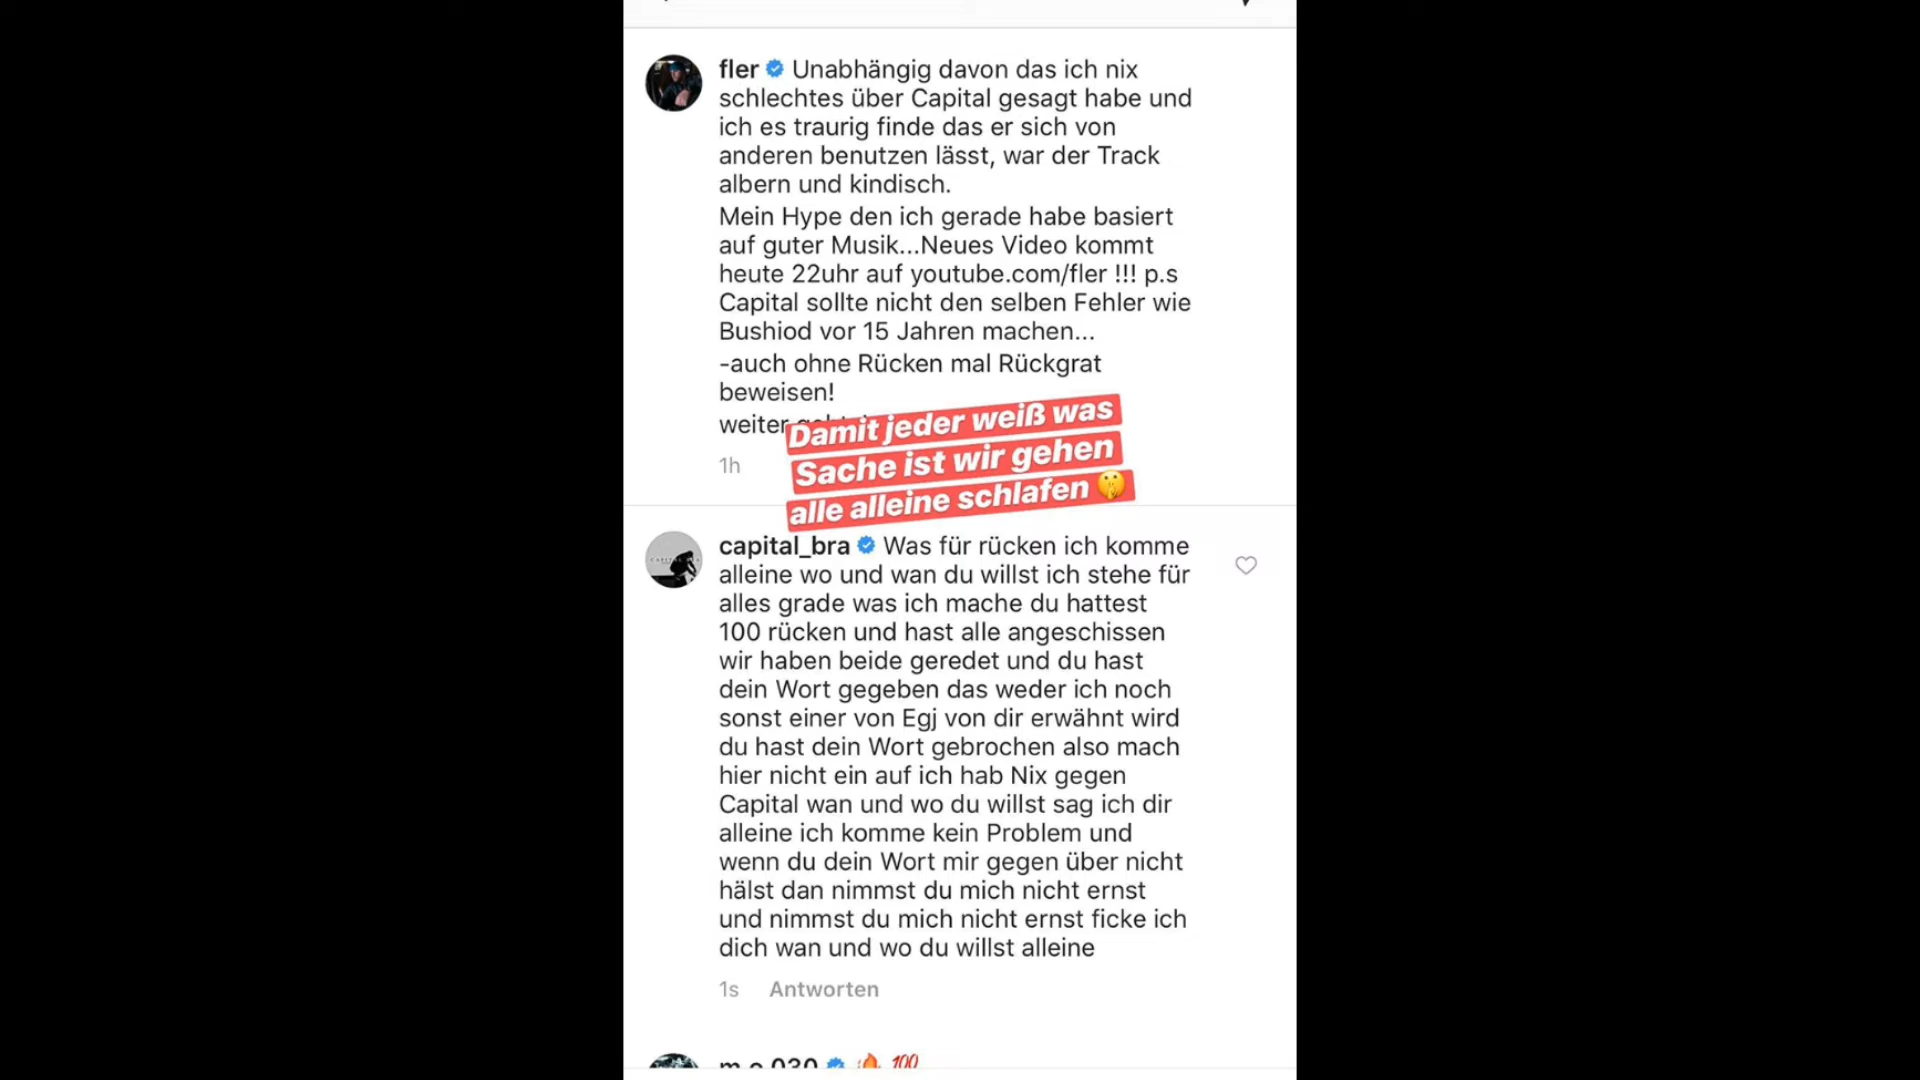 fler Unabhängig davon das ich nix
schlechtes über Capital gesagt habe und
ich es traurig finde das er sich von
anderen benutzen lässt, war der Track
albern und kindisch.
Mein Hype den ich gerade habe basiert
auf guter Musik...Neues Video kommt
heute 22uhr auf youtube.com/fler !!! p.s
Capital sollte nicht den selben Fehler wie
Bushiod vor 15 Jahren machen...
-auch ohne Rücken mal Rückgrat
beweisen!
weiter
Damit jeder weiß was
Sache ist wir gehen
alle alleine schlafen 🤫
1h
capital_bra Was für rücken ich komme
alleine wo und wan du willst ich stehe für
alles grade was ich mache du hattest
100 rücken und hast alle angeschissen
wir haben beide geredet und du hast
dein Wort gegeben das weder ich noch
sonst einer von Egj von dir erwähnt wird
du hast dein Wort gebrochen also mach
hier nicht ein auf ich hab Nix gegen
Capital wan und wo du willst sag ich dir
alleine ich komme kein Problem und
wenn du dein Wort mir gegen über nicht
hälst dan nimmst du mich nicht ernst
und nimmst du mich nicht ernst ficke ich
dich wan und wo du willst alleine
1s Antworten
🔥 💯